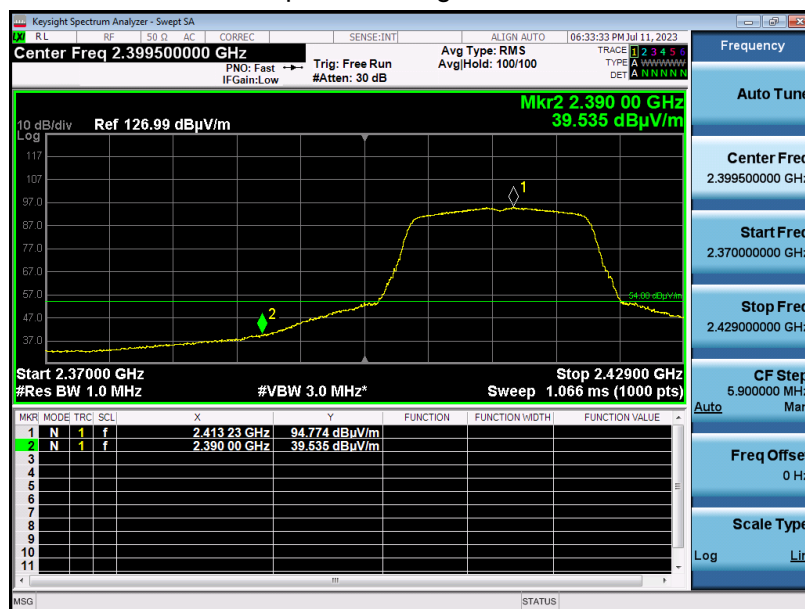 Keysight Spectrum Analyzer - Swept SA
LXI RL RF 50 Ω AC CORREC SENSE:INT ALIGN AUTO 06:33:33 PM Jul 11, 2023
Center Freq 2.399500000 GHz
PNO: Fast
IFGain:Low
Trig: Free Run
#Atten: 30 dB
Avg Type: RMS
Avg|Hold: 100/100
TRACE 1 2 3 4 5 6
TYPE A WWWWW
DET A N N N N N
Mkr2 2.390 00 GHz
39.535 dBµV/m
10 dB/div Ref 126.99 dBµV/m
Log
117
107
97.0
87.0
77.0
67.0
57.0
47.0
37.0
1
2
54.00 dBµV/m
Start 2.37000 GHz Stop 2.42900 GHz
#Res BW 1.0 MHz #VBW 3.0 MHz* Sweep 1.066 ms (1000 pts)
MKR MODE TRC SCL X Y FUNCTION FUNCTION WIDTH FUNCTION VALUE
1 N 1 f 2.413 23 GHz 94.774 dBµV/m
2 N 1 f 2.390 00 GHz 39.535 dBµV/m
3
4
5
6
7
8
9
10
11
MSG STATUS
Frequency
Auto Tune
Center Freq
2.399500000 GHz
Start Freq
2.370000000 GHz
Stop Freq
2.429000000 GHz
CF Step
5.900000 MHz
Auto Man
Freq Offset
0 Hz
Scale Type
Log Lin